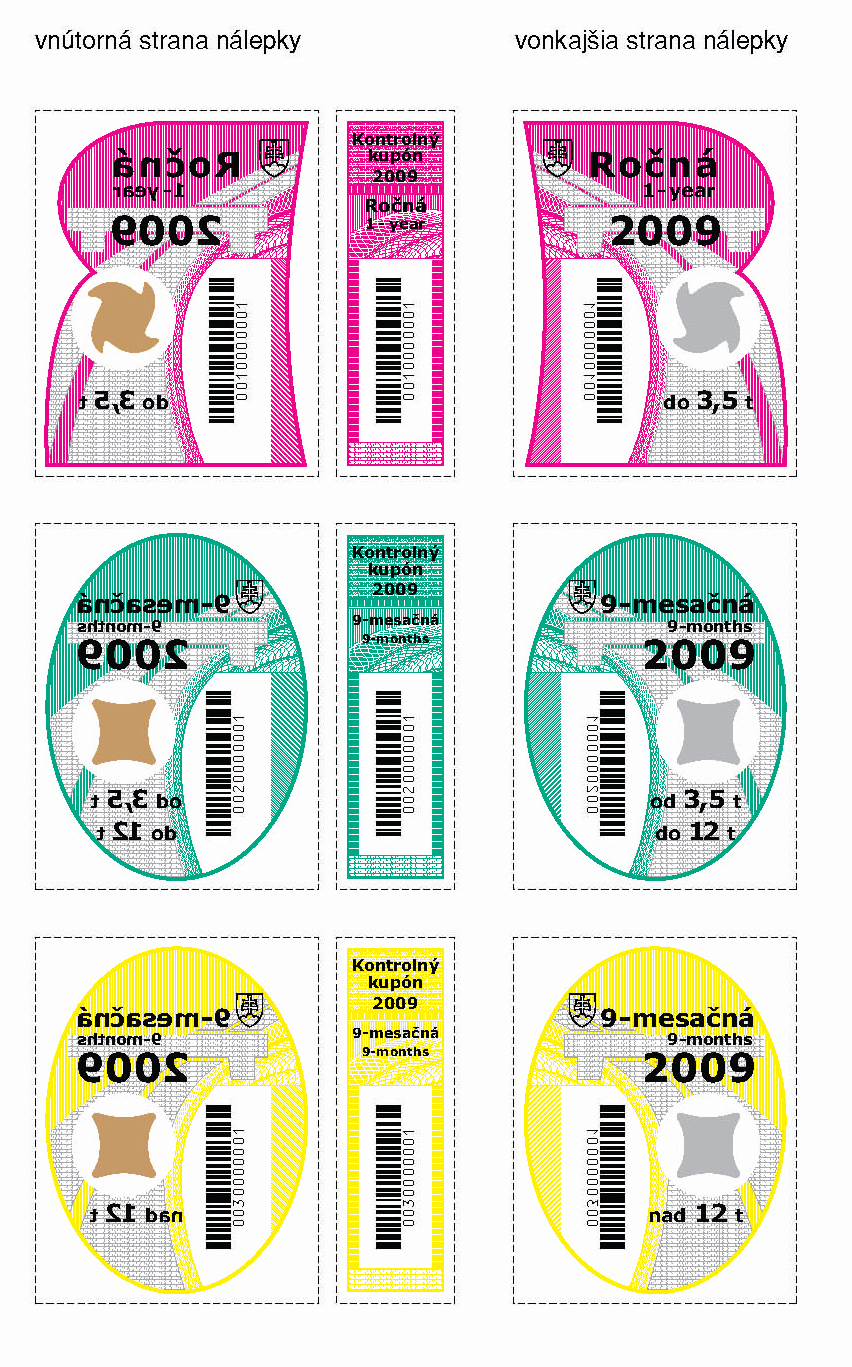 vnútorná strana nálepky
vonkajšia strana nálepky
Ročná
1-year
2009
0010000001
do 3,5 t
Kontrolný
kupón
2009
Ročná
1-year
0010000001
Ročná
1-year
2009
0010000001
do 3,5 t
9-mesačná
9-months
2009
0020000001
od 3,5 t
do 12 t
Kontrolný
kupón
2009
9-mesačná
9-months
0020000001
9-mesačná
9-months
2009
0020000001
od 3,5 t
do 12 t
9-mesačná
9-months
2009
0030000001
nad 12 t
Kontrolný
kupón
2009
9-mesačná
9-months
0030000001
9-mesačná
9-months
2009
0030000001
nad 12 t